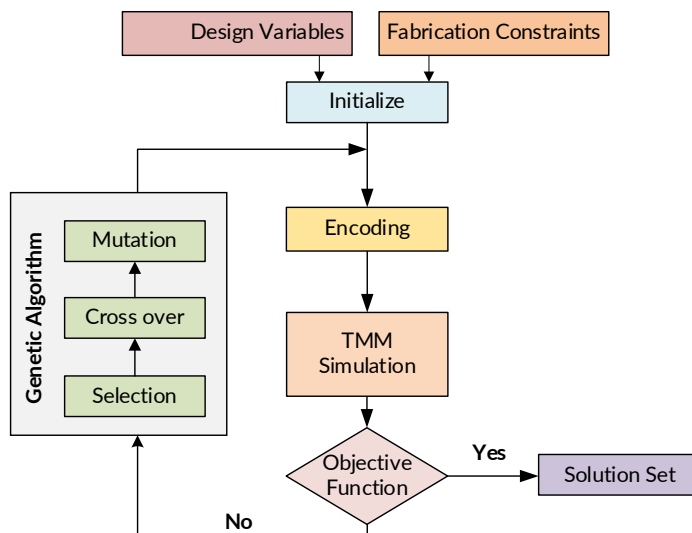 Design Variables
Fabrication Constraints
Initialize
Encoding
Genetic Algorithm
Mutation
Cross over
Selection
TMM
Simulation
Objective
Function
Yes
Solution Set
No